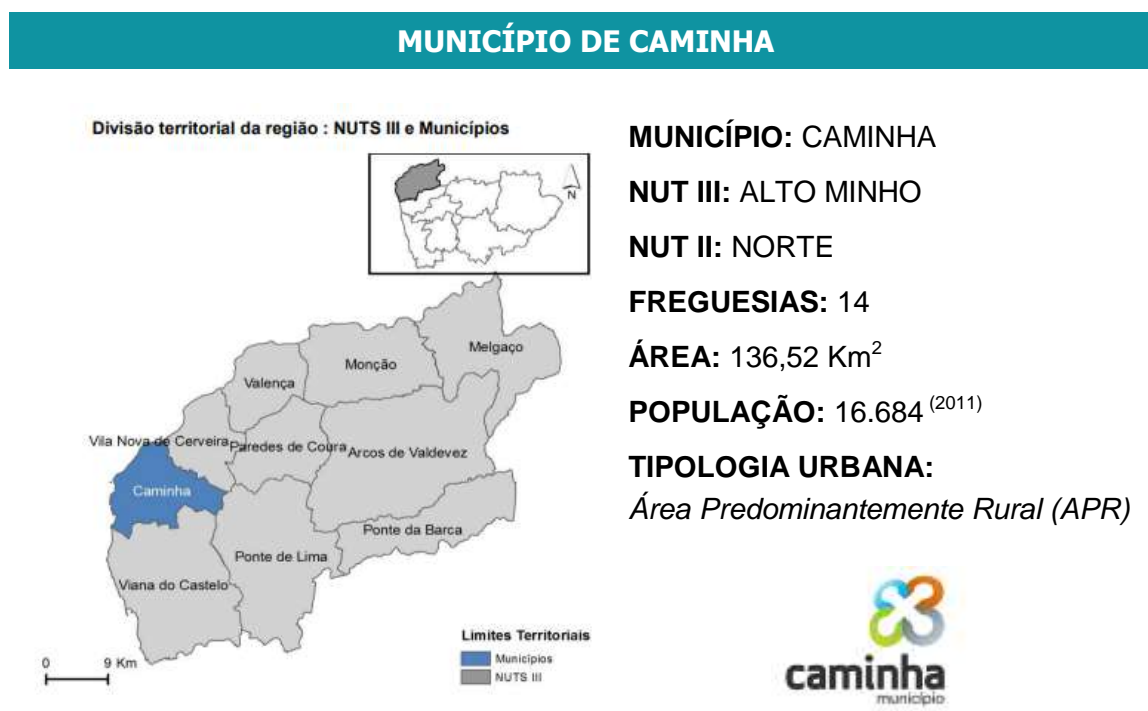 MUNICÍPIO DE CAMINHA
Divisão territorial da região : NUTS III e Municípios
N
Melgaço
Monção
Valença
Vila Nova de Cerveira
Paredes de Coura
Arcos de Valdevez
Caminha
Ponte da Barca
Ponte de Lima
Viana do Castelo
Limites Territoriais
Municípios
NUTS III
0 9 Km
MUNICÍPIO: CAMINHA
NUT III: ALTO MINHO
NUT II: NORTE
FREGUESIAS: 14
ÁREA: 136,52 Km²
POPULAÇÃO: 16.684 (2011)
TIPOLOGIA URBANA:
Área Predominantemente Rural (APR)
caminha
município